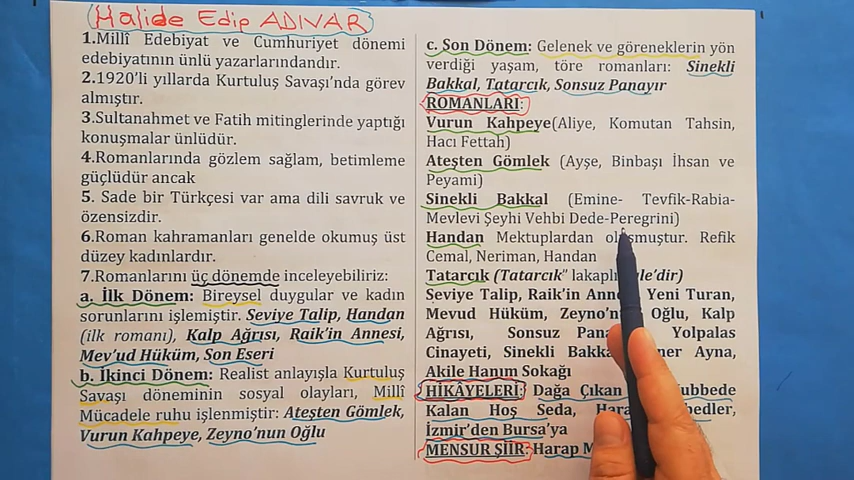 Halide Edip ADIVAR
1.Millî Edebiyat ve Cumhuriyet dönemi
edebiyatının ünlü yazarlarındandır.
2.1920'li yıllarda Kurtuluş Savaşı'nda görev
almıştır.
3.Sultanahmet ve Fatih mitinglerinde yaptığı
konuşmalar ünlüdür.
4.Romanlarında gözlem sağlam, betimleme
güçlüdür ancak
5. Sade bir Türkçesi var ama dili savruk ve
özensizdir.
6.Roman kahramanları genelde okumuş üst
düzey kadınlardır.
7.Romanlarını üç dönemde inceleyebiliriz:
a. İlk Dönem: Bireysel duygular ve kadın
sorunlarını işlemiştir. Seviye Talip, Handan
(ilk romanı), Kalp Ağrısı, Raik'in Annesi,
Mev'ud Hüküm, Son Eseri
b. İkinci Dönem: Realist anlayışla Kurtuluş
Savaşı döneminin sosyal olayları, Millî
Mücadele ruhu işlenmiştir: Ateşten Gömlek,
Vurun Kahpeye, Zeyno'nun Oğlu
c. Son Dönem: Gelenek ve göreneklerin yön
verdiği yaşam, töre romanları: Sinekli
Bakkal, Tatarcık, Sonsuz Panayır
ROMANLARI:
Vurun Kahpeye(Aliye, Komutan Tahsin,
Hacı Fettah)
Ateşten Gömlek (Ayşe, Binbaşı İhsan ve
Peyami)
Sinekli Bakkal (Emine- Tevfik-Rabia-
Mevlevi Şeyhi Vehbi Dede-Peregrini)
Handan Mektuplardan Refik
Cemal, Neriman, Handan
Tatarcık (Tatarcık" lakaplı
Seviye Talip, Raik'in Yeni Turan,
Mevud Hüküm, Oğlu, Kalp
Ağrısı, Sonsuz Yolpalas
Cinayeti, Sinekli Ayna,
Akile Hanım Sokağı
HİKÂYELERİ: Dağa Çıkan
Kalan Hoş Seda,
İzmir'den Bursa'ya
MENSUR ŞİİR: Harap